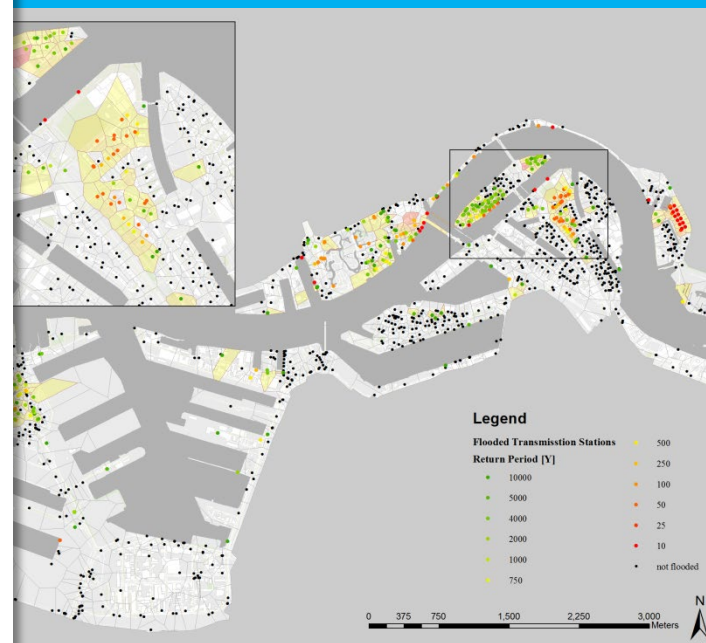 Legend
Flooded Transmisstion Stations
Return Period [Y]
10000
5000
4000
2000
1000
750
500
250
100
50
25
10
not flooded
0 375 750 1,500 2,250 3,000
Meters
N